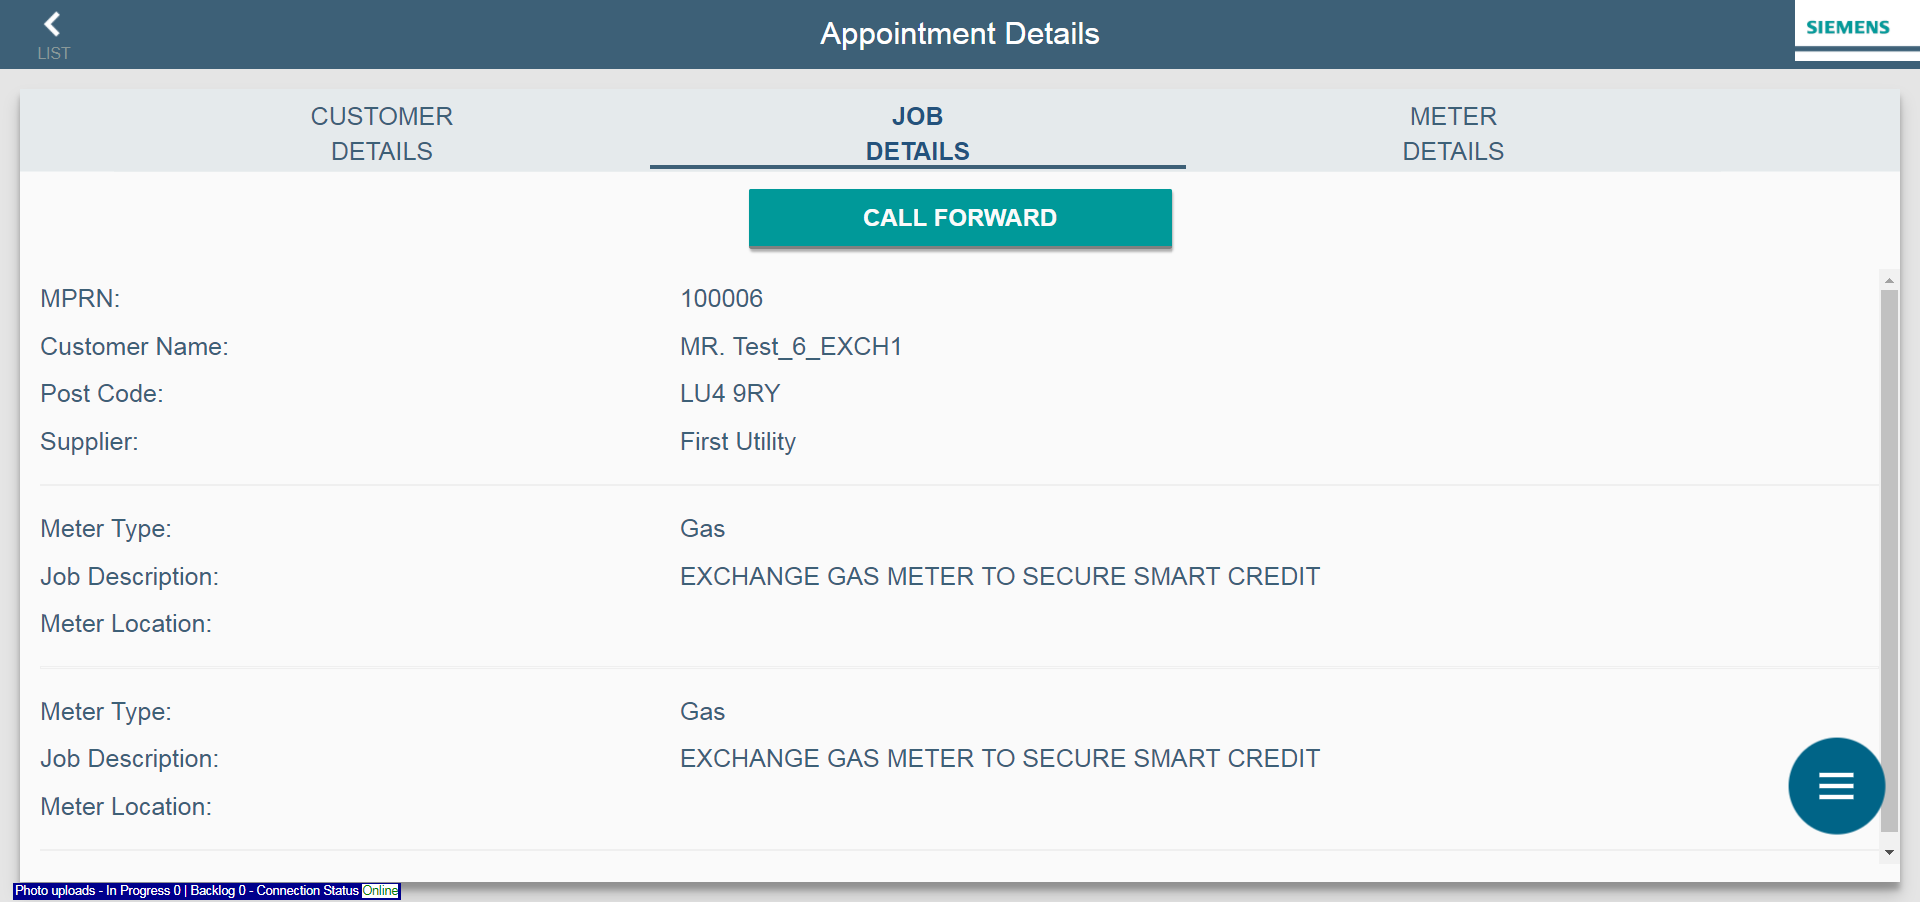 LIST
Appointment Details
SIEMENS
CUSTOMER
DETAILS
JOB
DETAILS
METER
DETAILS
CALL FORWARD
MPRN: 100006
Customer Name: MR. Test_6_EXCH1
Post Code: LU4 9RY
Supplier: First Utility
Meter Type: Gas
Job Description: EXCHANGE GAS METER TO SECURE SMART CREDIT
Meter Location:
Meter Type: Gas
Job Description: EXCHANGE GAS METER TO SECURE SMART CREDIT
Meter Location:
Photo uploads - In Progress 0 | Backlog 0 - Connection Status Online